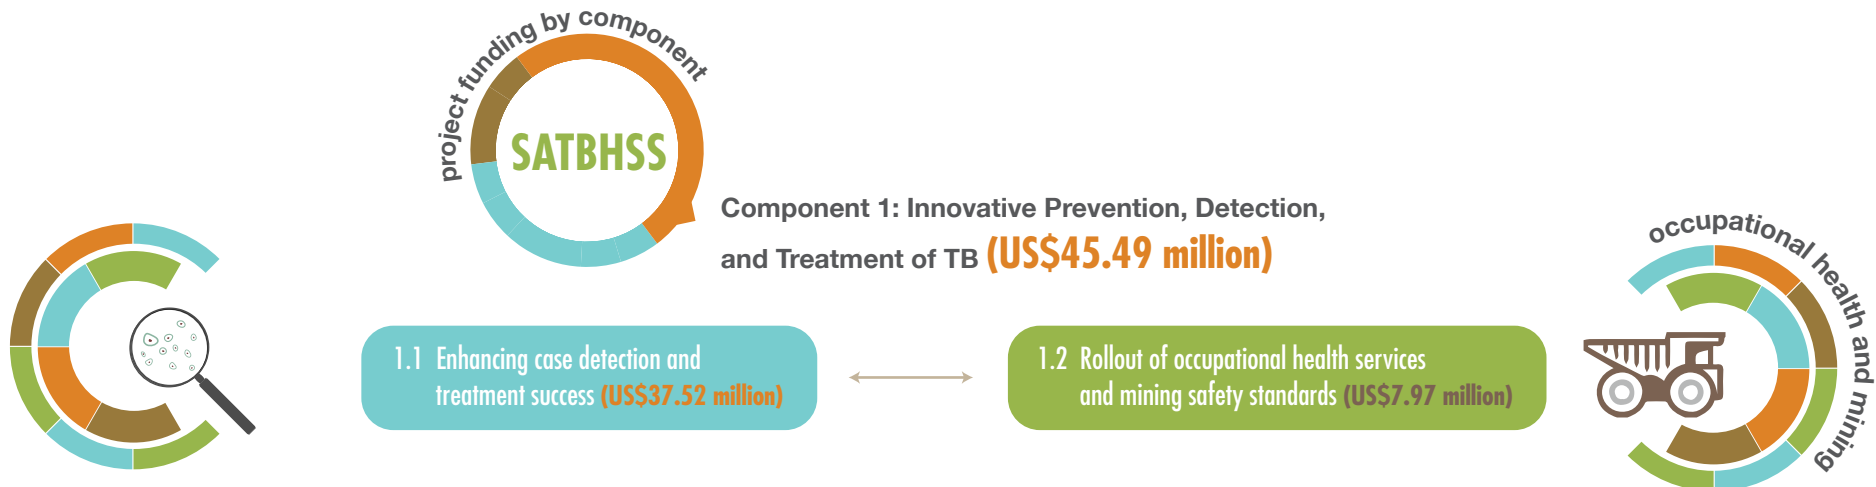 project funding by component
SATBHSS
Component 1: Innovative Prevention, Detection,
and Treatment of TB (US$45.49 million)
1.1 Enhancing case detection and
treatment success (US$37.52 million)
1.2 Rollout of occupational health services
and mining safety standards (US$7.97 million)
occupational health and mining